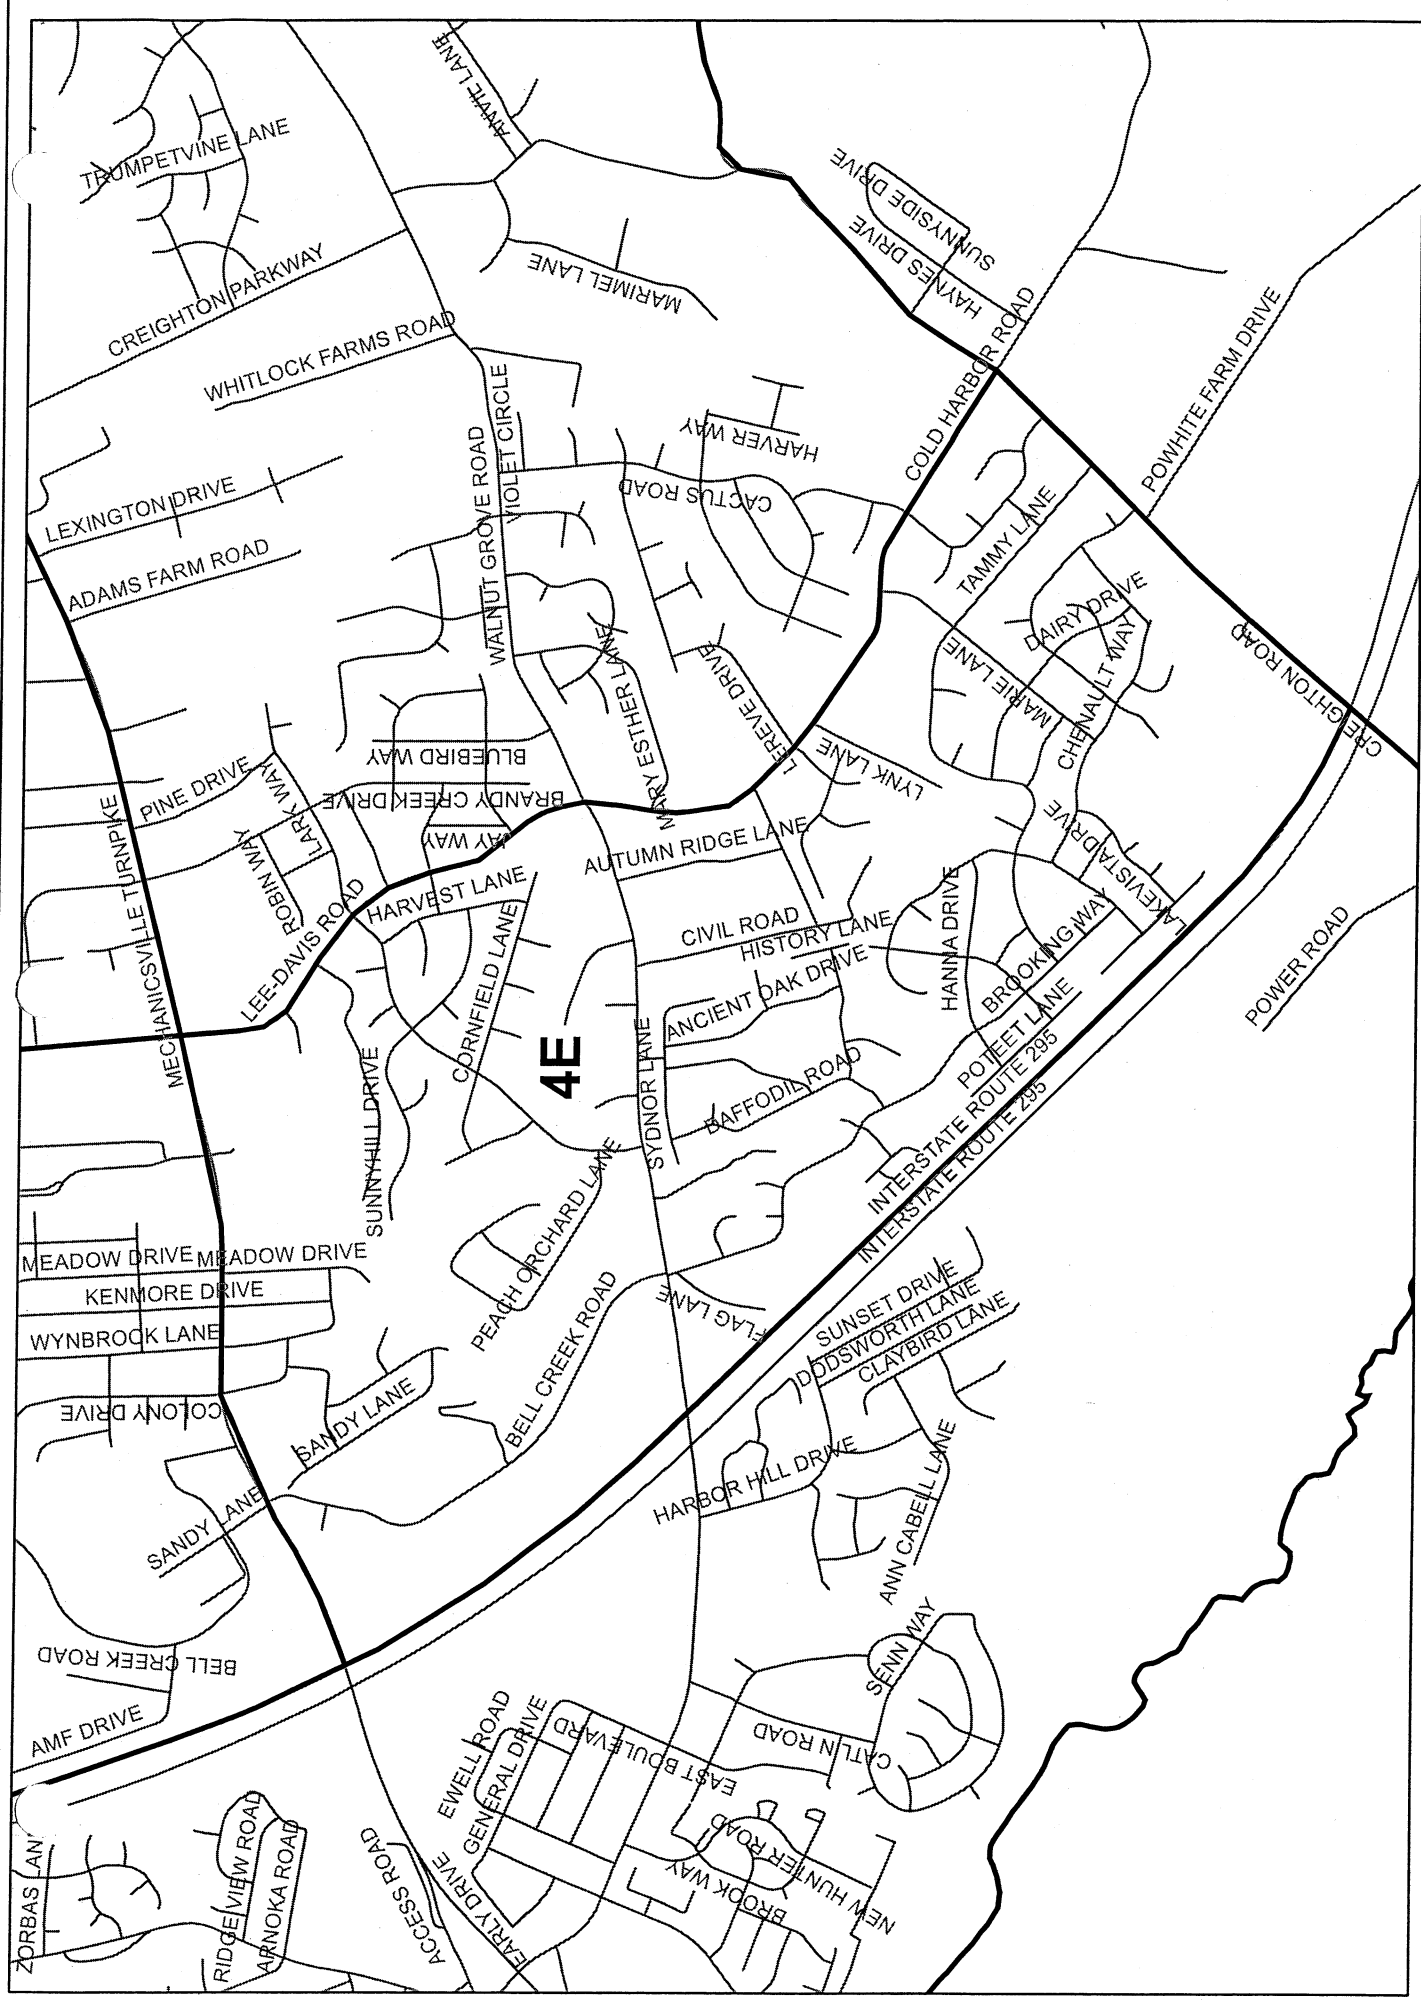 ANVIE LANE
TRUMPETVINE LANE
SUNNYSIDE DRIVE
HAYNES DRIVE
CREIGHTON PARKWAY
MARIMEL LANE
WHITLOCK FARMS ROAD
COLD HARBOR ROAD
POWHITE FARM DRIVE
VIOLET CIRCLE
WALNUT GROVE ROAD
HARVER WAY
CACTUS ROAD
LEXINGTON DRIVE
ADAMS FARM ROAD
TAMMY LANE
DAIRY DRIVE
MARIE LANE
CHENAULT WAY
CREIGHTON ROAD
MARY ESTHER LANE
LEREVE DRIVE
BLUEBIRD WAY
BRANDY CREEK DRIVE
JAY WAY
PINE DRIVE
LARK WAY
ROBIN WAY
LYNK LANE
MECHANICSVILLE TURNPIKE
LEE-DAVIS ROAD
HARVEST LANE
AUTUMN RIDGE LANE
LAKEVISTA DRIVE
CORNFIELD LANE
CIVIL ROAD
HISTORY LANE
ANCIENT OAK DRIVE
HANNA DRIVE
BROOKING WAY
POWER ROAD
POTEET LANE
INTERSTATE ROUTE 295
INTERSTATE ROUTE 295
4E
SYDNOR LANE
DAFFODIL ROAD
SUNNYHILL DRIVE
PEACH ORCHARD LANE
MEADOW DRIVE
MEADOW DRIVE
KENMORE DRIVE
WYNBROOK LANE
COLONY DRIVE
BELL CREEK ROAD
FLAG LANE
SUNSET DRIVE
DODSWORTH LANE
CLAYBIRD LANE
SANDY LANE
SANDY LANE
HARBOR HILL DRIVE
ANN CABELL LANE
BELL CREEK ROAD
AMF DRIVE
SENN WAY
CATLIN ROAD
EAST BOULEVARD
EWELL ROAD
GENERAL DRIVE
NEW HUNTER ROAD
BROOK WAY
EARLY DRIVE
ACCESS ROAD
RIDGE VIEW ROAD
ARNOKA ROAD
ZORBAS LAN